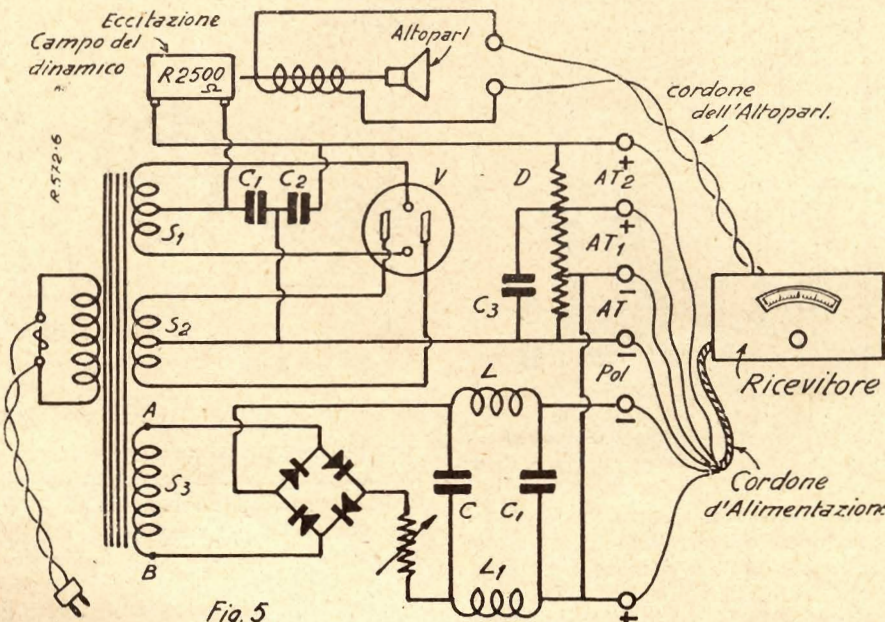 Eccitazione
Campo del
dinamico
R 2500
Ω
Altoparl
cordone
dell'Altoparl.
R.572-6
C1
C2
V
D
+
AT2
+
AT1
-
AT
-
Pol
-
S1
S2
C3
L
A
S3
B
C
C1
L1
+
Ricevitore
Cordone
d'Alimentazione
Fig. 5